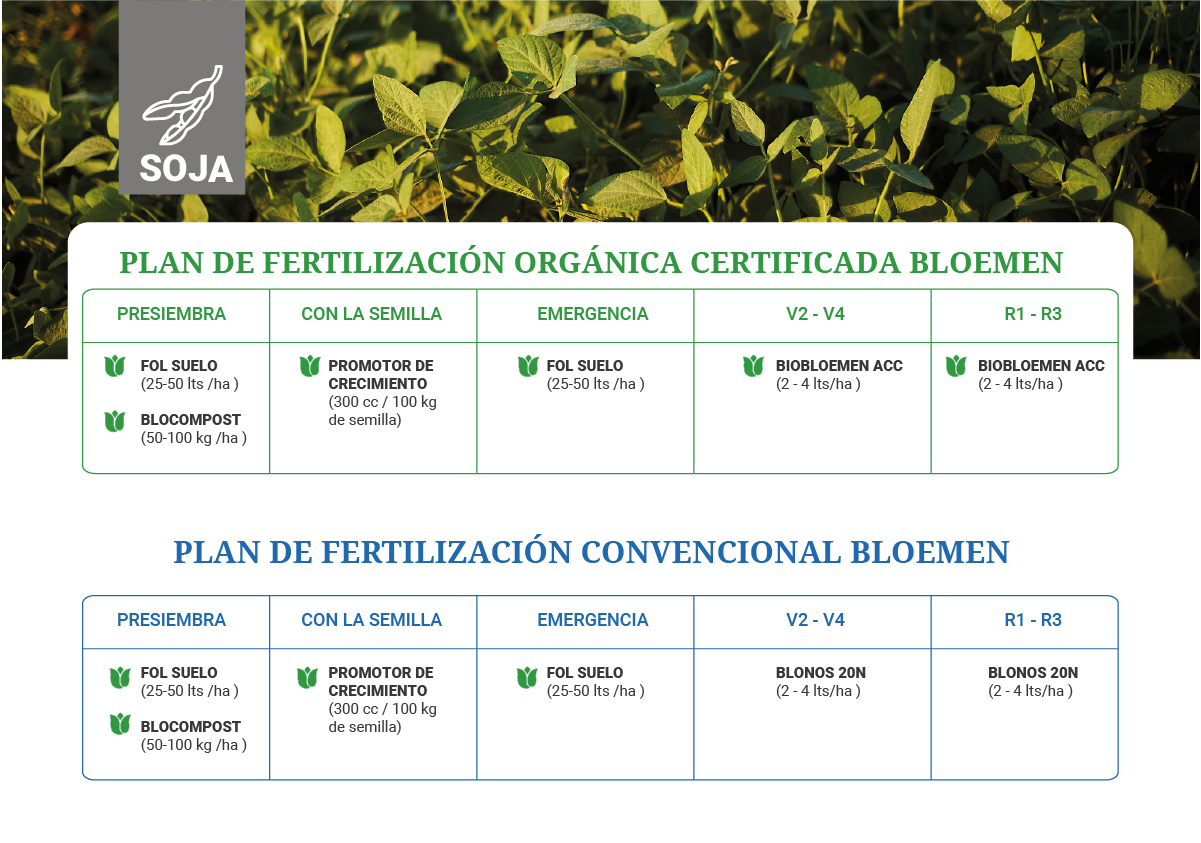 SOJA
PLAN DE FERTILIZACIÓN ORGÁNICA CERTIFICADA BLOEMEN
PRESIEMBRA
CON LA SEMILLA
EMERGENCIA
V2 - V4
R1 - R3
FOL SUELO
(25-50 lts /ha )
BLOCOMPOST
(50-100 kg /ha )
PROMOTOR DE
CRECIMIENTO
(300 cc / 100 kg
de semilla)
FOL SUELO
(25-50 lts /ha )
BIOBLOEMEN ACC
(2 - 4 lts/ha )
BIOBLOEMEN ACC
(2 - 4 lts/ha )
PLAN DE FERTILIZACIÓN CONVENCIONAL BLOEMEN
PRESIEMBRA
CON LA SEMILLA
EMERGENCIA
V2 - V4
R1 - R3
FOL SUELO
(25-50 lts /ha )
BLOCOMPOST
(50-100 kg /ha )
PROMOTOR DE
CRECIMIENTO
(300 cc / 100 kg
de semilla)
FOL SUELO
(25-50 lts /ha )
BLONOS 20N
(2 - 4 lts/ha )
BLONOS 20N
(2 - 4 lts/ha )